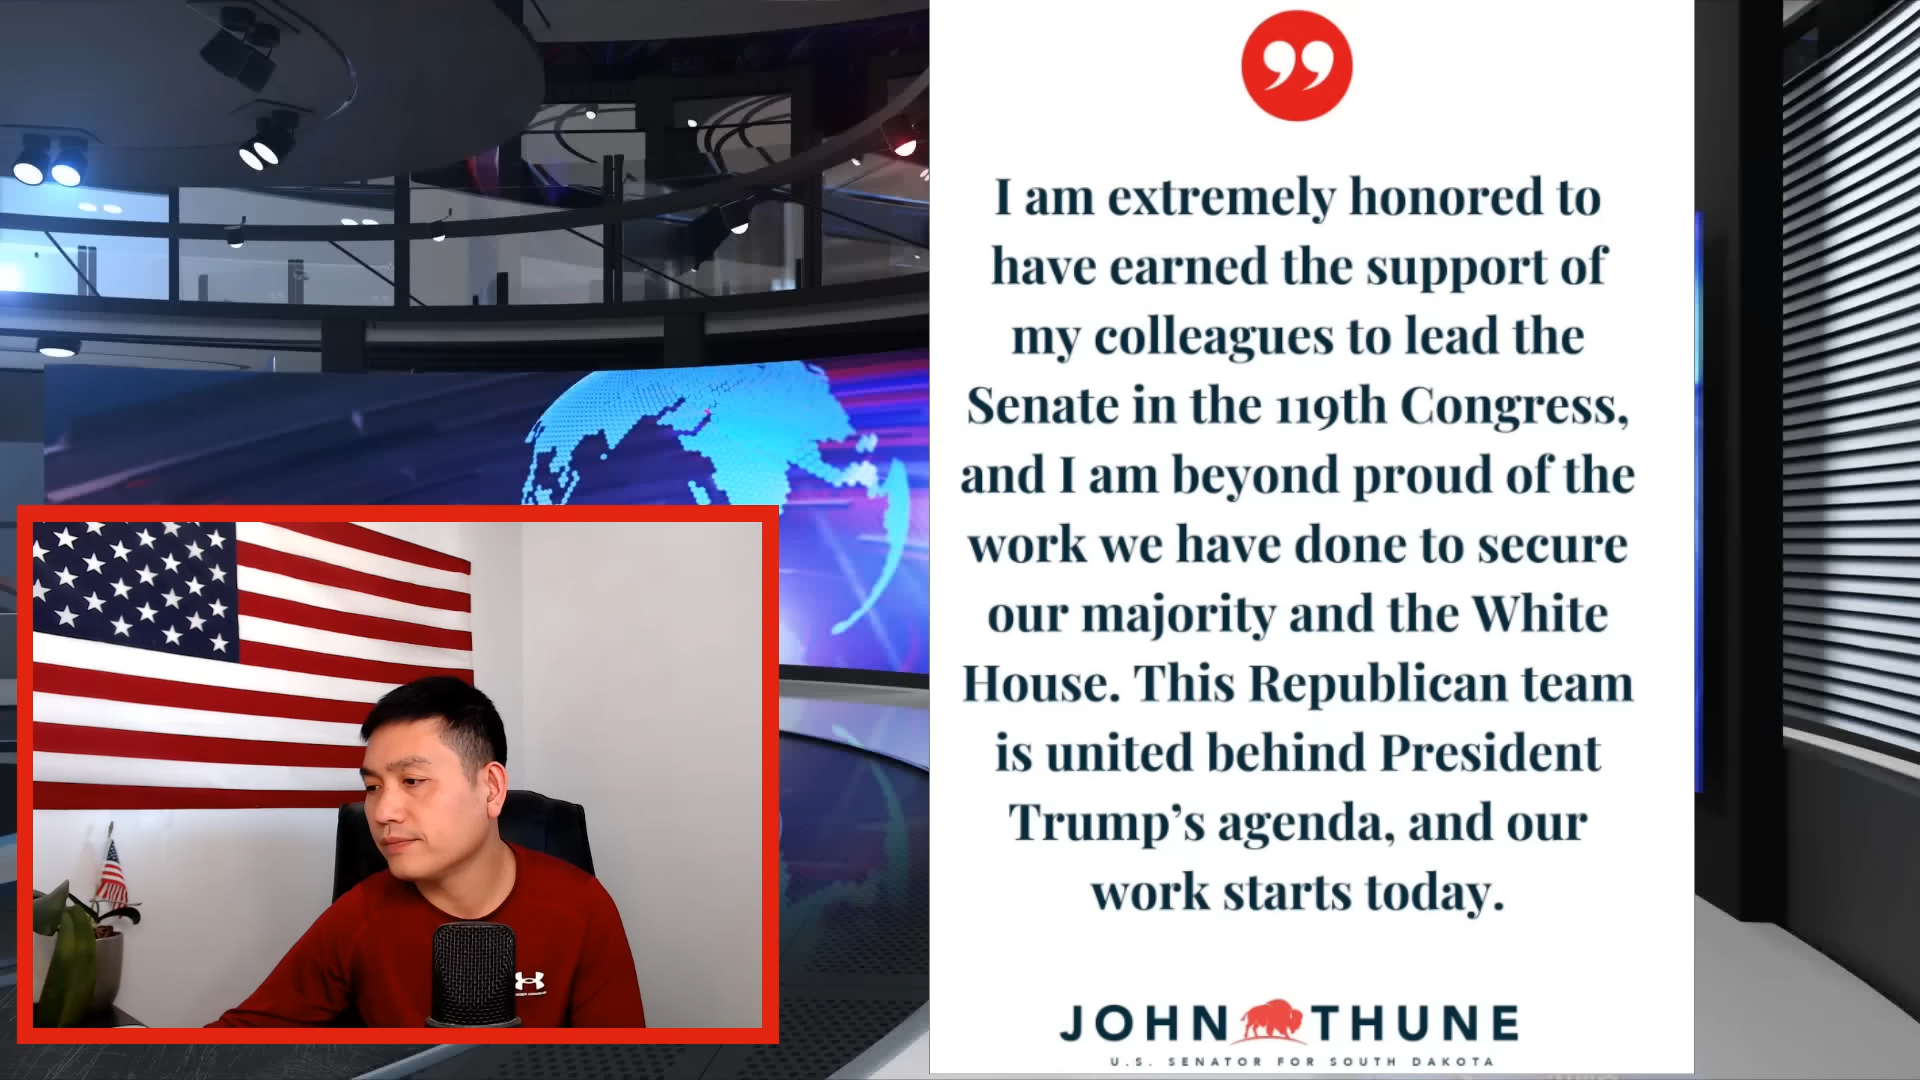 I am extremely honored to
have earned the support of
my colleagues to lead the
Senate in the 119th Congress,
and I am beyond proud of the
work we have done to secure
our majority and the White
House. This Republican team
is united behind President
Trump’s agenda, and our
work starts today.
JOHN THUNE
U.S. SENATOR FOR SOUTH DAKOTA